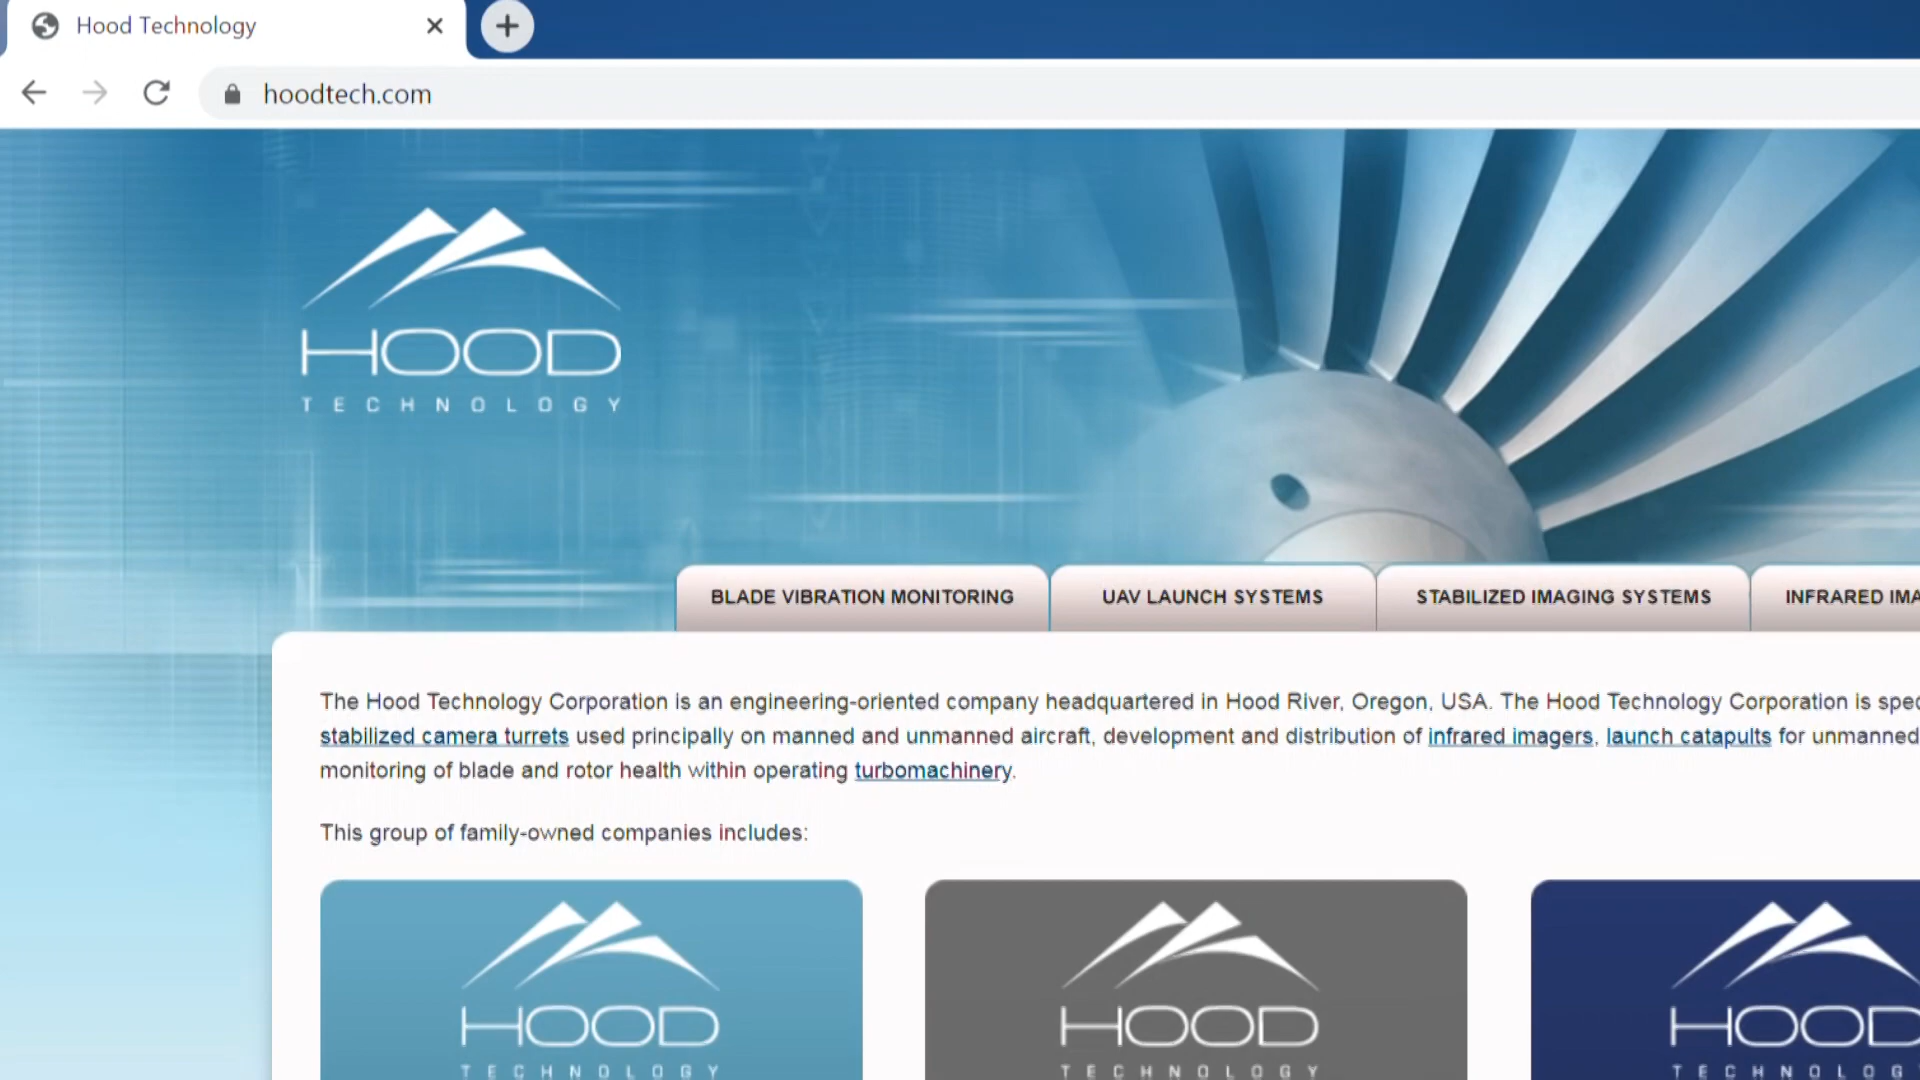 Hood Technology
hoodtech.com
HOOD
TECHNOLOGY
BLADE VIBRATION MONITORING
UAV LAUNCH SYSTEMS
STABILIZED IMAGING SYSTEMS
INFRARED
The Hood Technology Corporation is an engineering-oriented company headquartered in Hood River, Oregon, USA. The Hood Technology Corporation is
stabilized camera turrets used principally on manned and unmanned aircraft, development and distribution of infrared imagers, launch catapults for unmanned
monitoring of blade and rotor health within operating turbomachinery.
This group of family-owned companies includes:
HOOD
TECHNOLOGY
HOOD
TECHNOLOGY
HOOD
TECHNOLOG